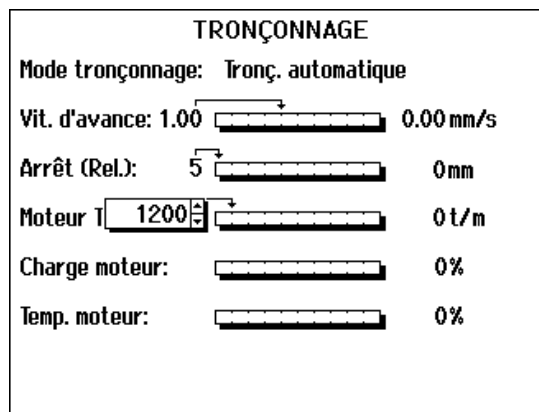 TRONÇONNAGE
Mode tronçonnage: Tronç. automatique
Vit. d'avance: 1.00 0.00 mm/s
Arrêt (Rel.): 5 0 mm
Moteur T 1200 0 t/m
Charge moteur: 0%
Temp. moteur: 0%